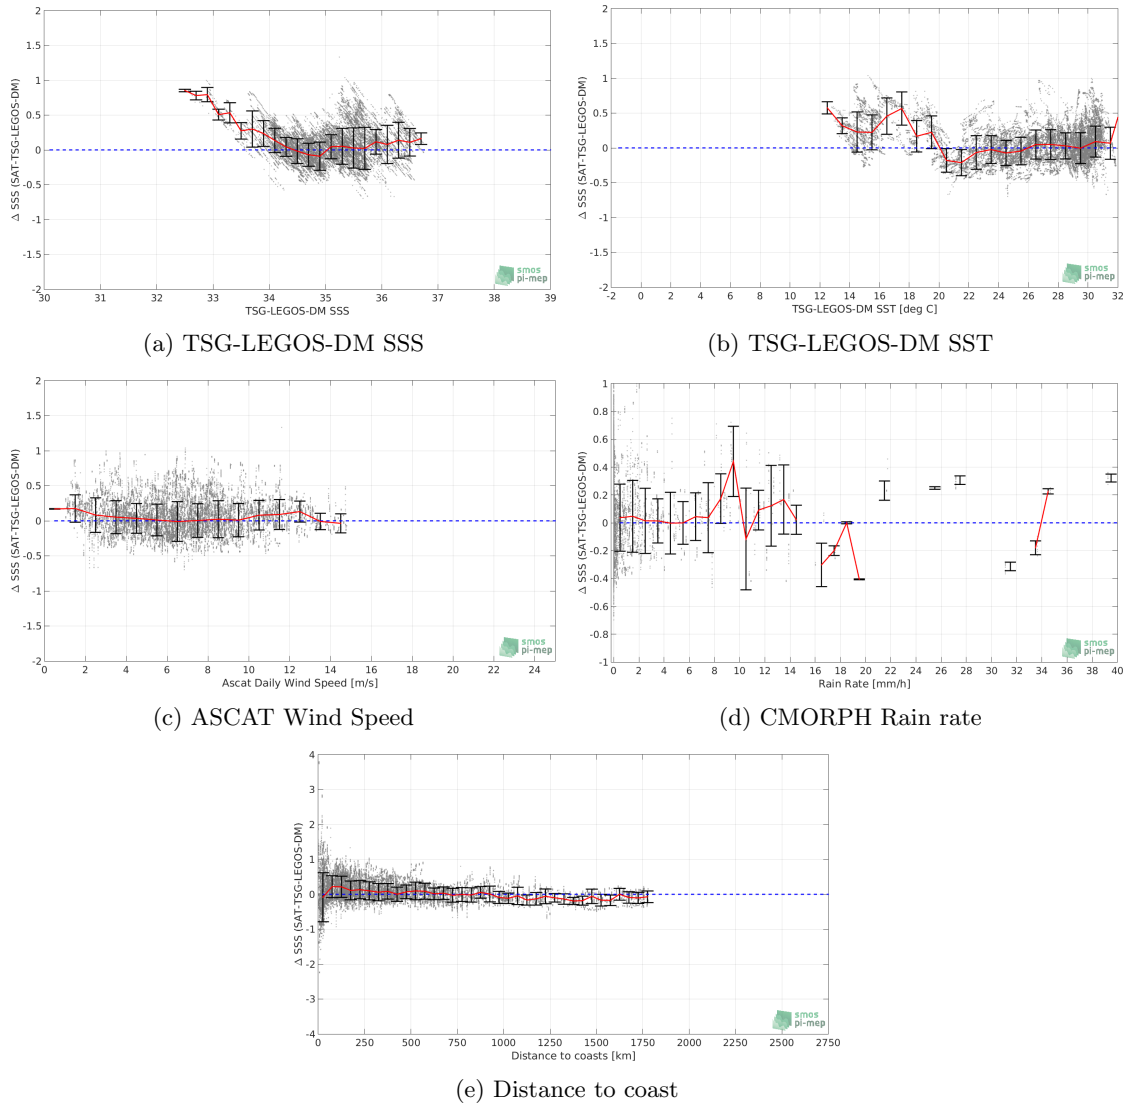 2
1.5
1
0.5
0
-0.5
-1
-1.5
-2
Δ SSS (SAT-TSG-LEGOS-DM)
30 31 32 33 34 35 36 37 38 39
TSG-LEGOS-DM SSS
smos
pi-mep
(a) TSG-LEGOS-DM SSS
2
1.5
1
0.5
0
-0.5
-1
-1.5
-2
Δ SSS (SAT-TSG-LEGOS-DM)
-2 0 2 4 6 8 10 12 14 16 18 20 22 24 26 28 30 32
TSG-LEGOS-DM SST [deg C]
smos
pi-mep
(b) TSG-LEGOS-DM SST
2
1.5
1
0.5
0
-0.5
-1
-1.5
-2
Δ SSS (SAT-TSG-LEGOS-DM)
0 2 4 6 8 10 12 14 16 18 20 22 24
Ascat Daily Wind Speed [m/s]
smos
pi-mep
(c) ASCAT Wind Speed
1
0.8
0.6
0.4
0.2
0
-0.2
-0.4
-0.6
-0.8
-1
Δ SSS (SAT-TSG-LEGOS-DM)
0 2 4 6 8 10 12 14 16 18 20 22 24 26 28 30 32 34 36 38 40
Rain Rate [mm/h]
smos
pi-mep
(d) CMORPH Rain rate
4
3
2
1
0
-1
-2
-3
-4
Δ SSS (SAT-TSG-LEGOS-DM)
0 250 500 750 1000 1250 1500 1750 2000 2250 2500 2750
Distance to coasts [km]
smos
pi-mep
(e) Distance to coast